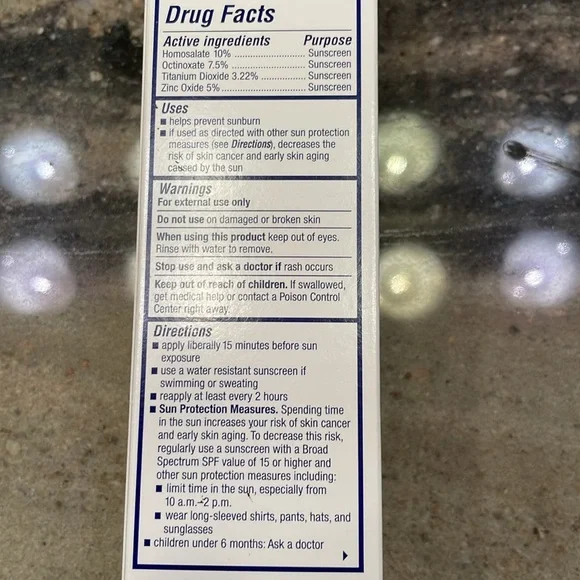 Drug Facts
Active ingredients Purpose
Homosalate 10% ........................ Sunscreen
Octinoxate 7.5% ........................ Sunscreen
Titanium Dioxide 3.22% ............... Sunscreen
Zinc Oxide 5% ........................... Sunscreen
Uses
■ helps prevent sunburn
■ if used as directed with other sun protection
measures (see Directions), decreases the
risk of skin cancer and early skin aging
caused by the sun
Warnings
For external use only
Do not use on damaged or broken skin
When using this product keep out of eyes.
Rinse with water to remove.
Stop use and ask a doctor if rash occurs
Keep out of reach of children. If swallowed,
get medical help or contact a Poison Control
Center right away.
Directions
■ apply liberally 15 minutes before sun
exposure
■ use a water resistant sunscreen if
swimming or sweating
■ reapply at least every 2 hours
■ Sun Protection Measures. Spending time
in the sun increases your risk of skin cancer
and early skin aging. To decrease this risk,
regularly use a sunscreen with a Broad
Spectrum SPF value of 15 or higher and
other sun protection measures including:
■ limit time in the sun, especially from
10 a.m.–2 p.m.
■ wear long-sleeved shirts, pants, hats, and
sunglasses
■ children under 6 months: Ask a doctor